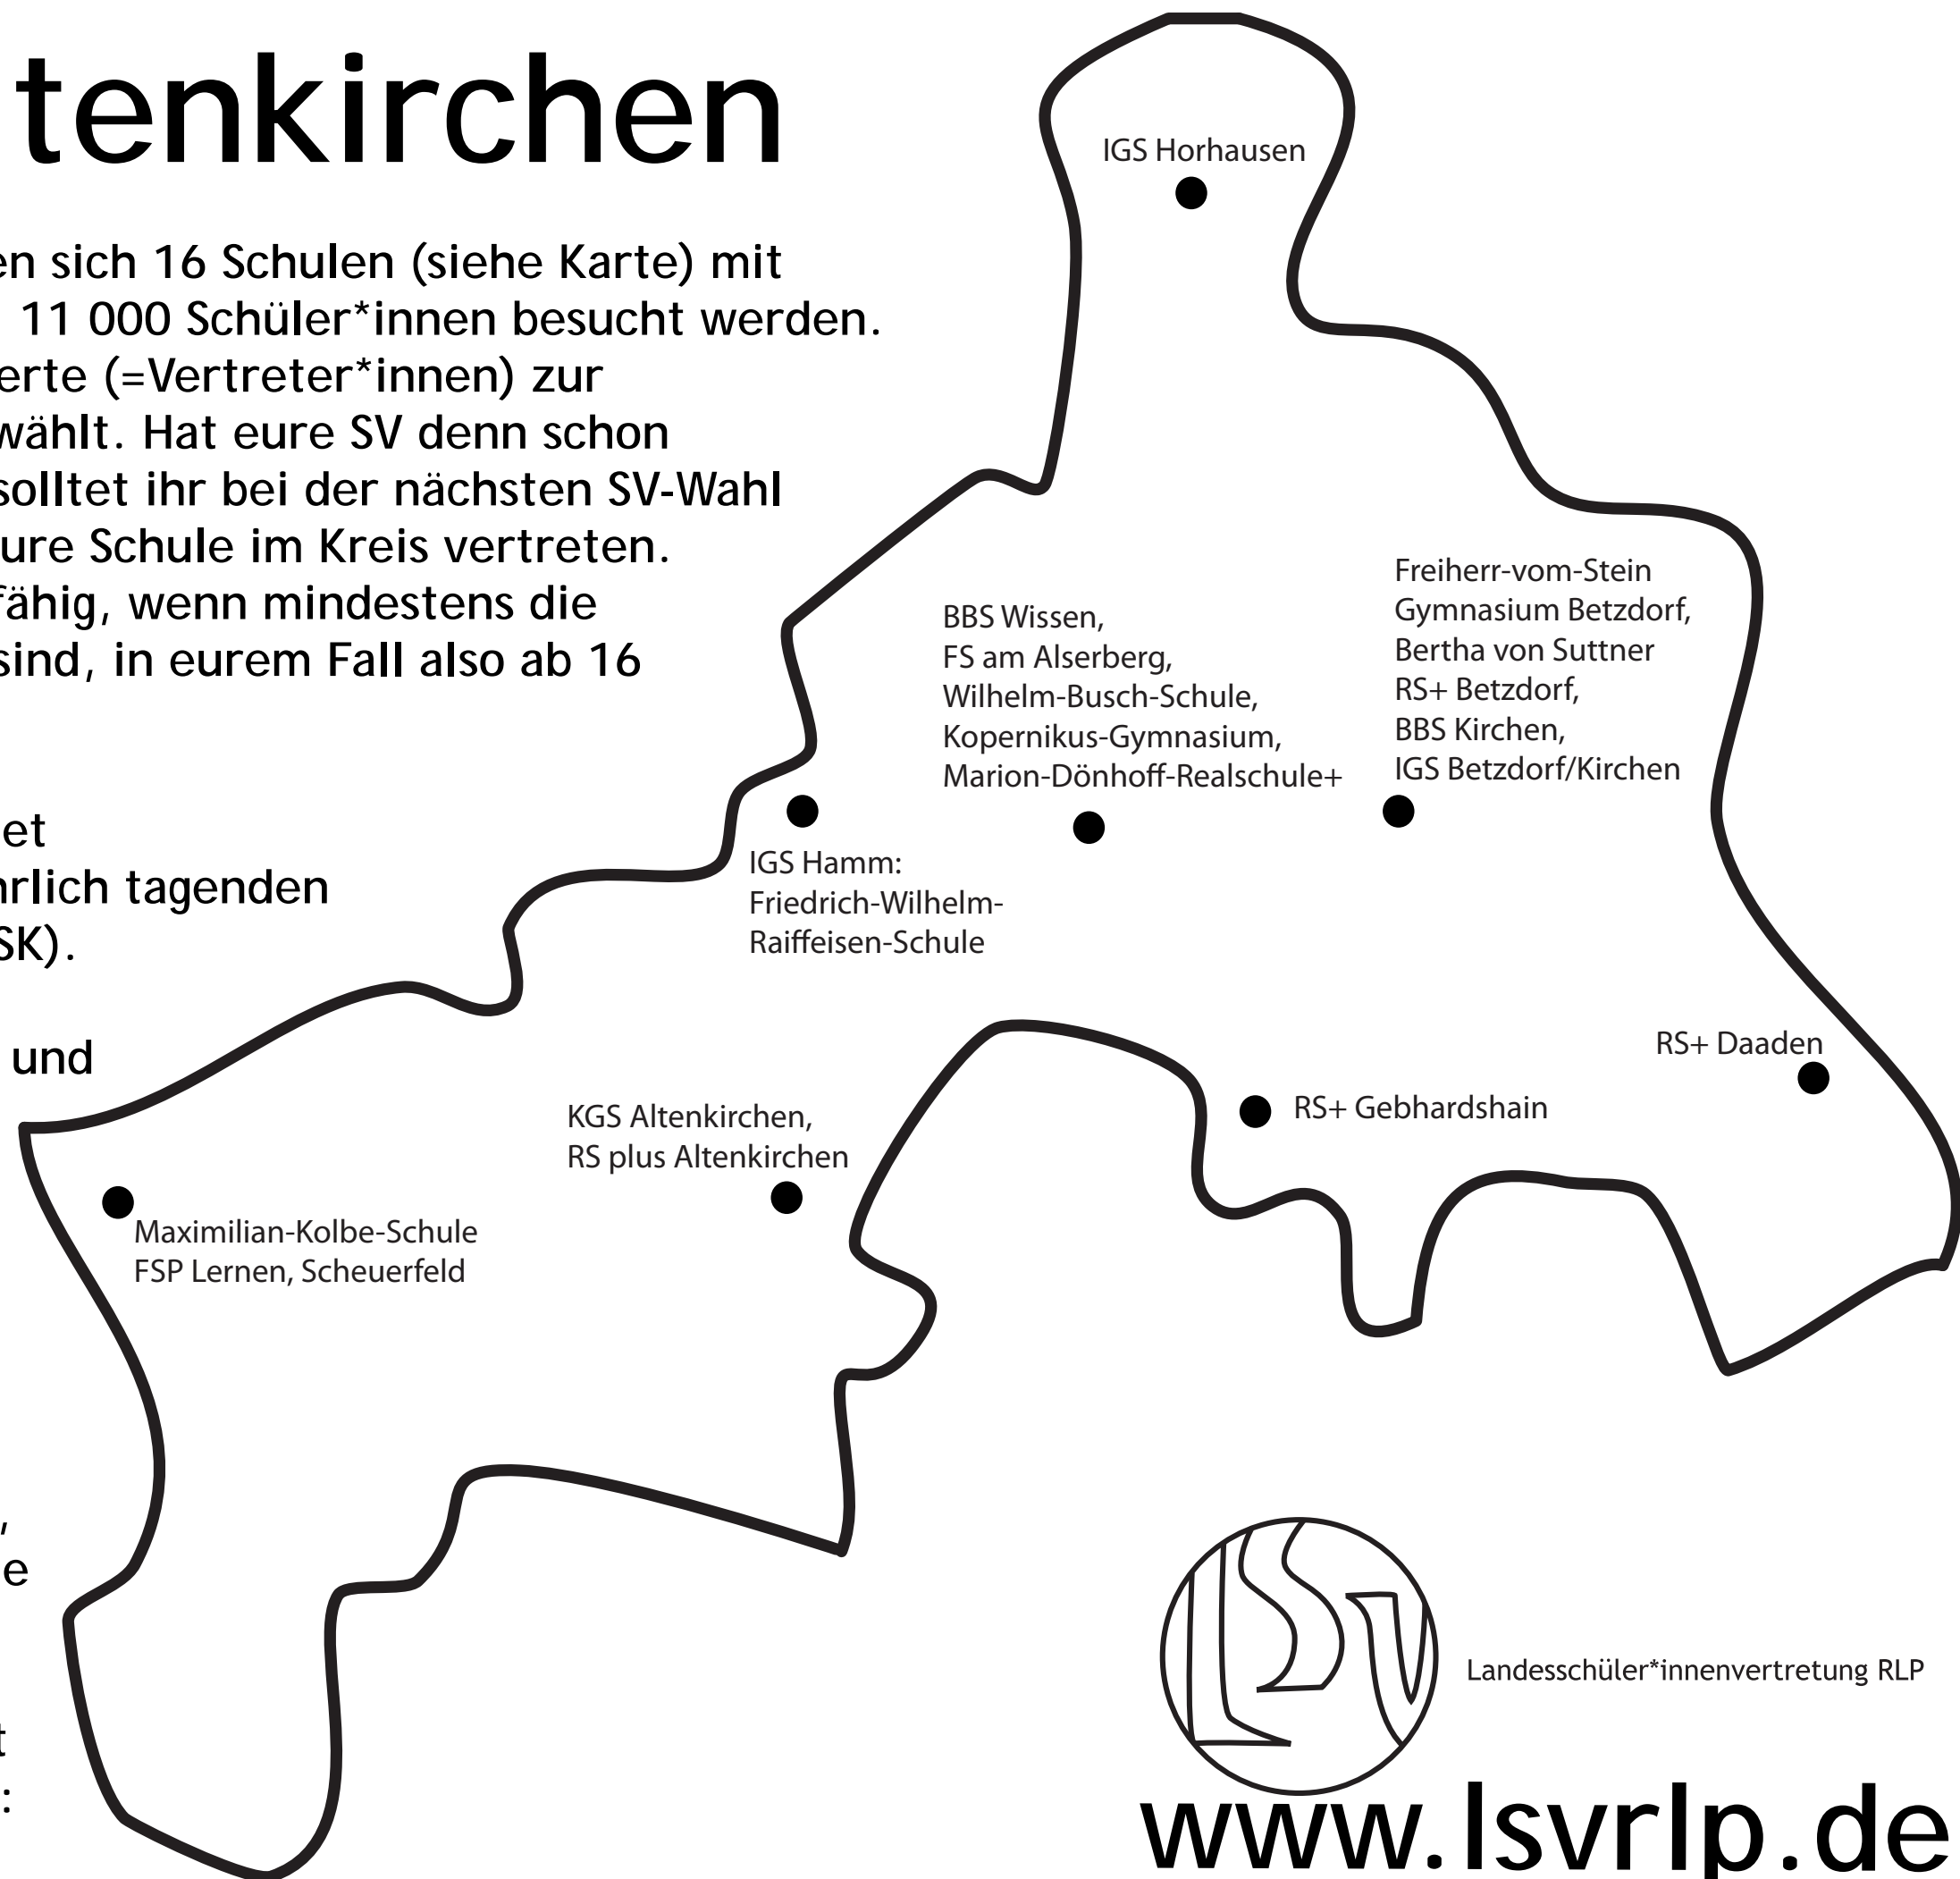 tenkirchen
en sich 16 Schulen (siehe Karte) mit
11 000 Schüler*innen besucht werden.
erte (=Vertreter*innen) zur
wählt. Hat eure SV denn schon
solltet ihr bei der nächsten SV-Wahl
ure Schule im Kreis vertreten.
fähig, wenn mindestens die
sind, in eurem Fall also ab 16
et
hrlich tagenden
SK).
und
,
e
t
:
IGS Horhausen
BBS Wissen,
FS am Alserberg,
Wilhelm-Busch-Schule,
Kopernikus-Gymnasium,
Marion-Dönhoff-Realschule+
Freiherr-vom-Stein
Gymnasium Betzdorf,
Bertha von Suttner
RS+ Betzdorf,
BBS Kirchen,
IGS Betzdorf/Kirchen
IGS Hamm:
Friedrich-Wilhelm-
Raiffeisen-Schule
RS+ Daaden
RS+ Gebhardshain
KGS Altenkirchen,
RS plus Altenkirchen
Maximilian-Kolbe-Schule
FSP Lernen, Scheuerfeld
LSV
Landesschüler*innenvertretung RLP
www.lsvrlp.de